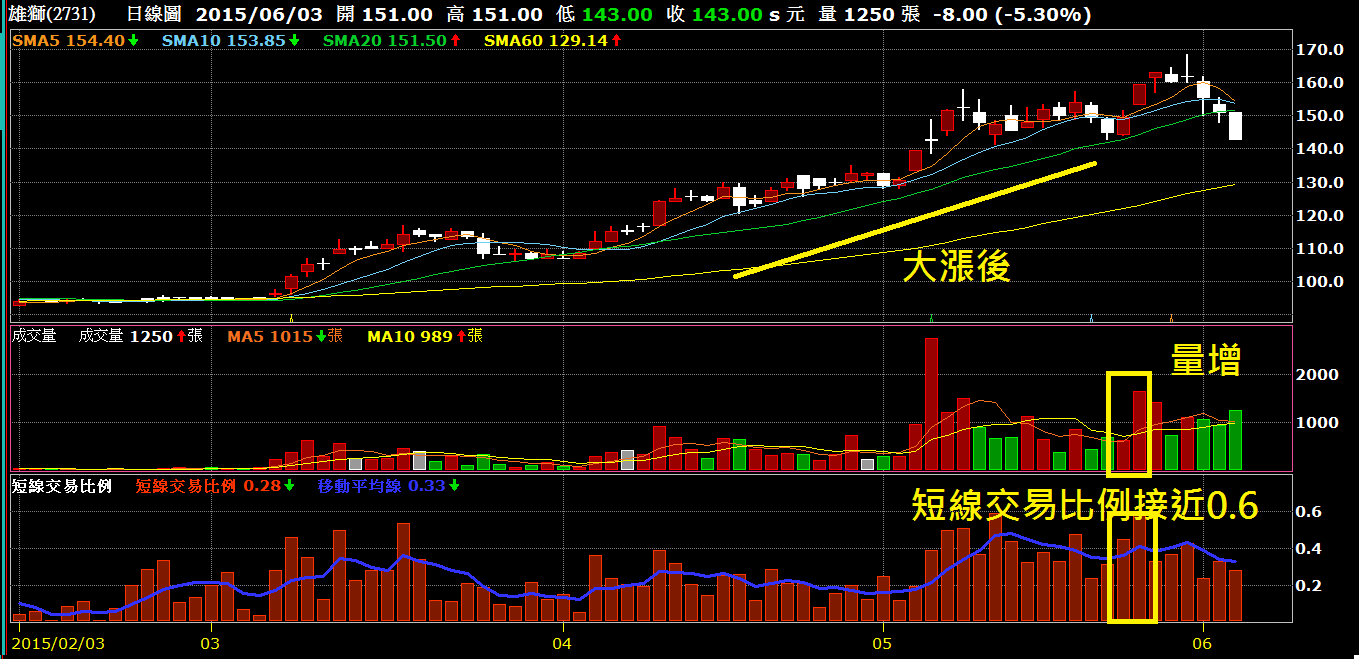 雄獅(2731) 日線圖 2015/06/03 開 151.00 高 151.00 低 143.00 收 143.00 s 元 量 1250 張 -8.00 (-5.30%)
SMA5 154.40 SMA10 153.85 SMA20 151.50 SMA60 129.14
170.0
160.0
150.0
140.0
130.0
120.0
110.0
100.0
大漲後
成交量 成交量 1250 張 MA5 1015 張 MA10 989 張
量增
2000
1000
短線交易比例 短線交易比例 0.28 移動平均線 0.33
短線交易比例接近0.6
0.6
0.4
0.2
2015/02/03 03 04 05 06